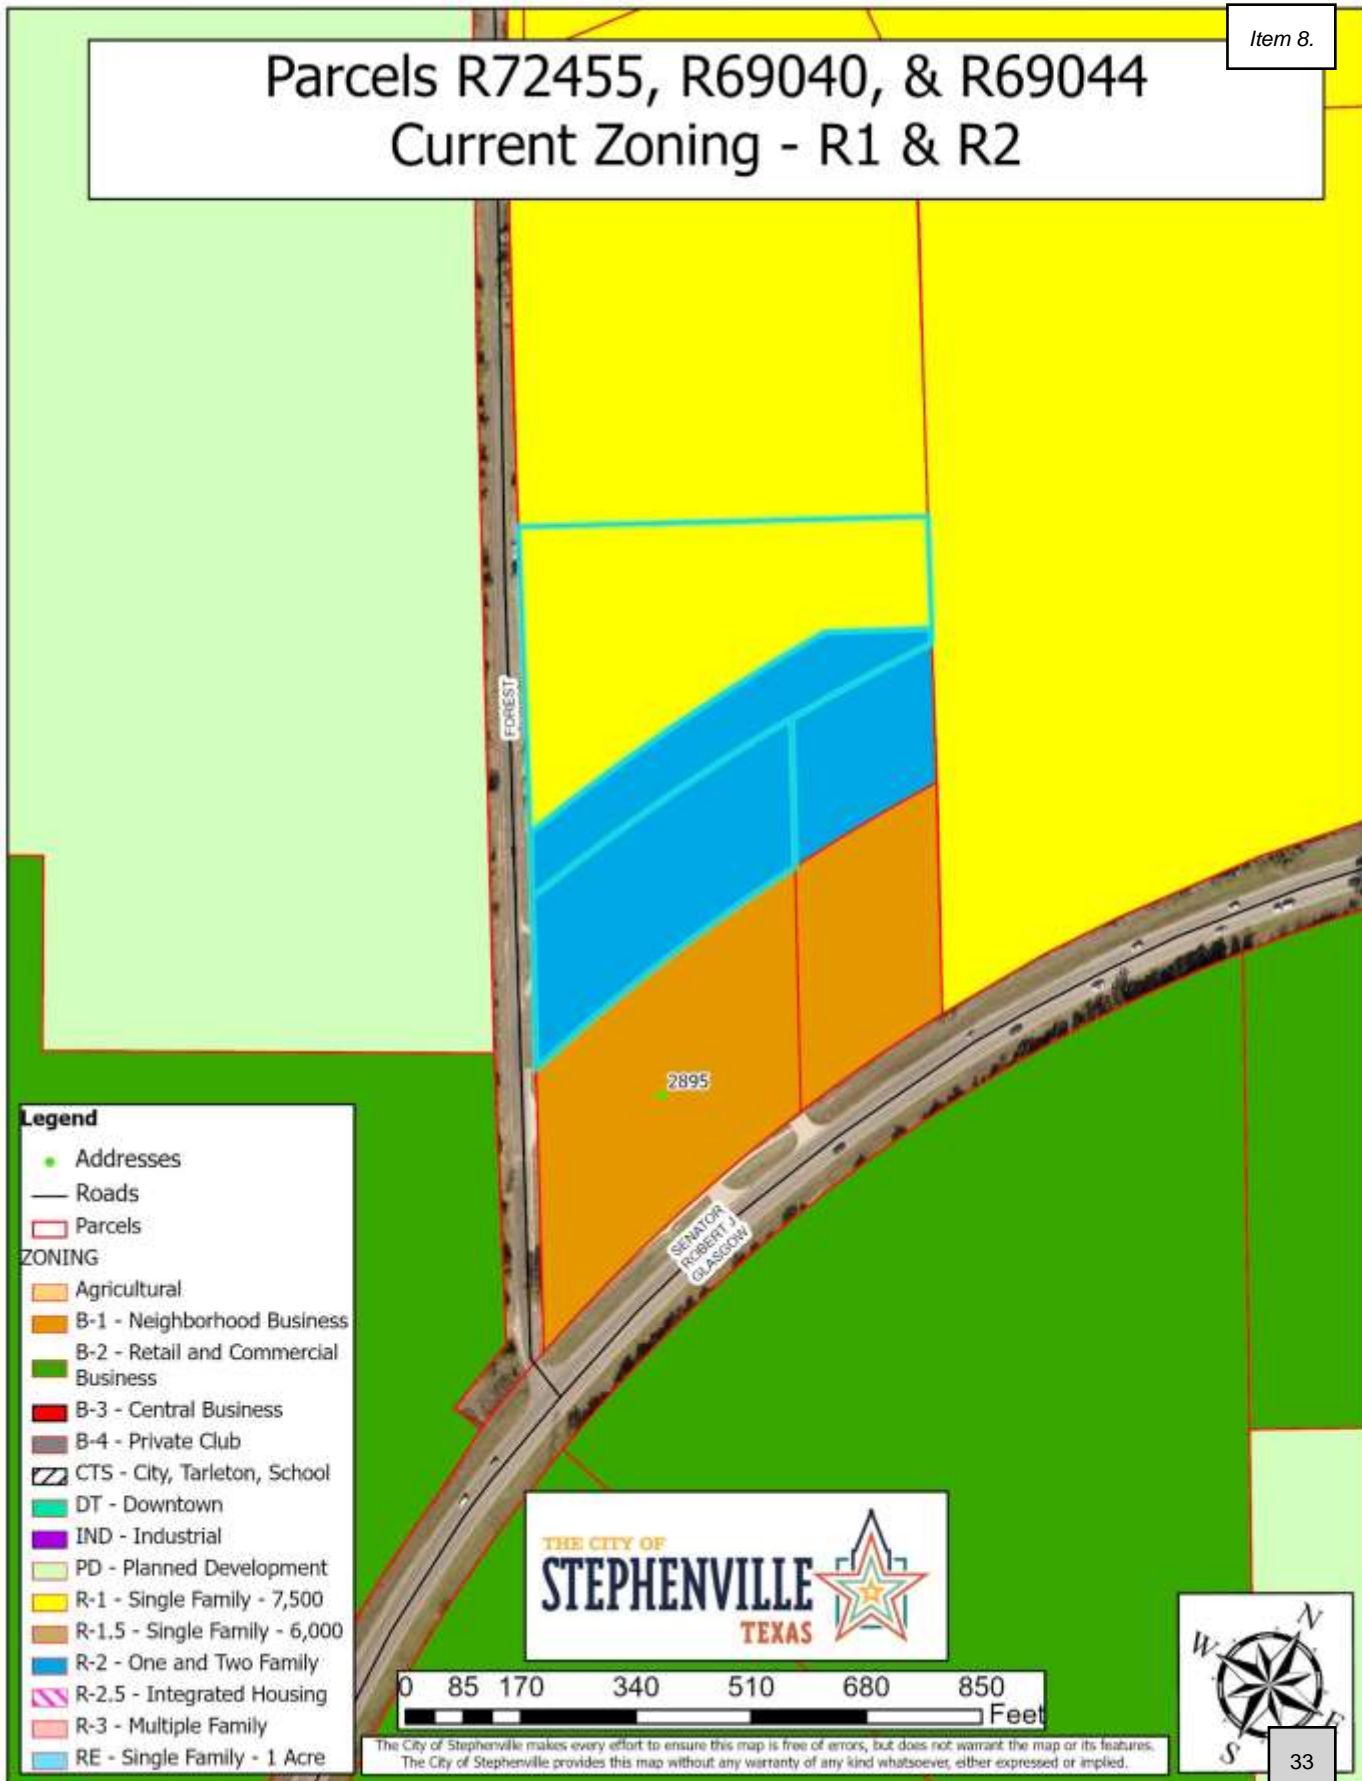 Item 8.
Parcels R72455, R69040, & R69044
Current Zoning - R1 & R2
FOREST
2895
SENATOR
ROBERT J
GLASGOW
Legend
Addresses
Roads
Parcels
ZONING
Agricultural
B-1 - Neighborhood Business
B-2 - Retail and Commercial
Business
B-3 - Central Business
B-4 - Private Club
CTS - City, Tarleton, School
DT - Downtown
IND - Industrial
PD - Planned Development
R-1 - Single Family - 7,500
R-1.5 - Single Family - 6,000
R-2 - One and Two Family
R-2.5 - Integrated Housing
R-3 - Multiple Family
RE - Single Family - 1 Acre
THE CITY OF
STEPHENVILLE
TEXAS
0 85 170 340 510 680 850
Feet
The City of Stephenville makes every effort to ensure this map is free of errors, but does not warrant the map or its features.
The City of Stephenville provides this map without any warranty of any kind whatsoever, either expressed or implied.
N
W
E
S
33